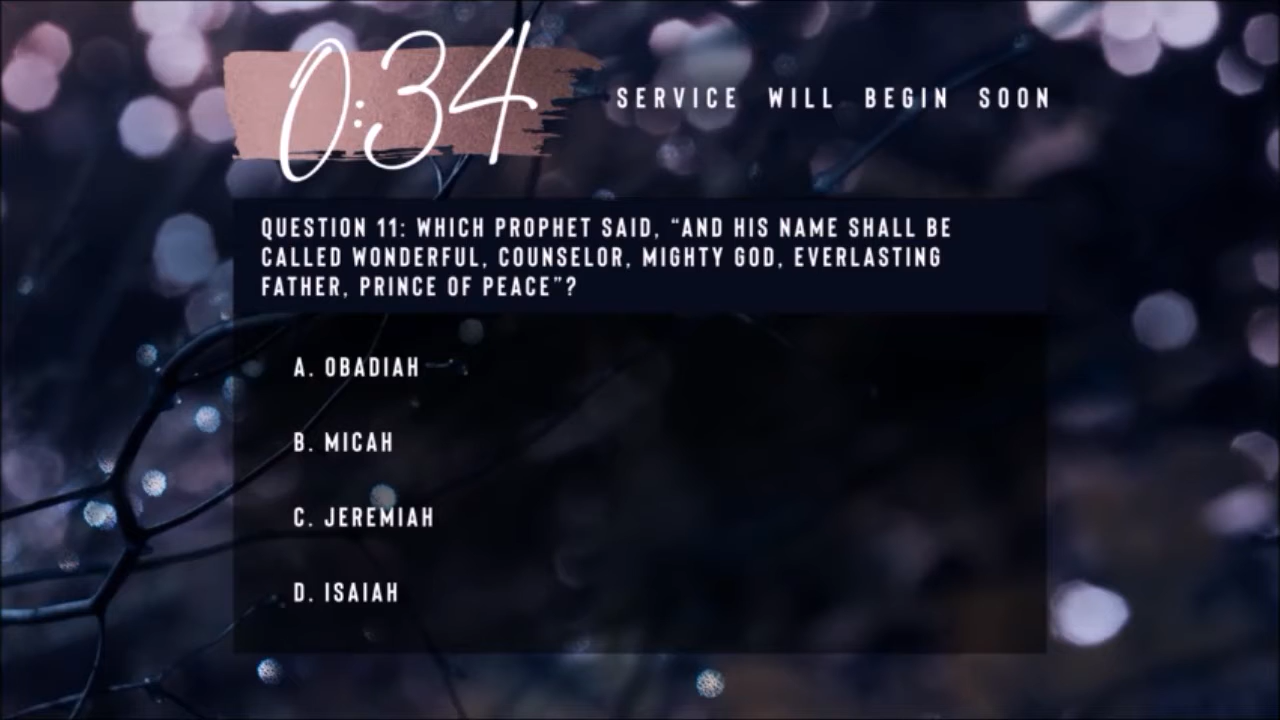 0:34
SERVICE WILL BEGIN SOON
QUESTION 11: WHICH PROPHET SAID, “AND HIS NAME SHALL BE
CALLED WONDERFUL, COUNSELOR, MIGHTY GOD, EVERLASTING
FATHER, PRINCE OF PEACE”?
A. OBADIAH
B. MICAH
C. JEREMIAH
D. ISAIAH